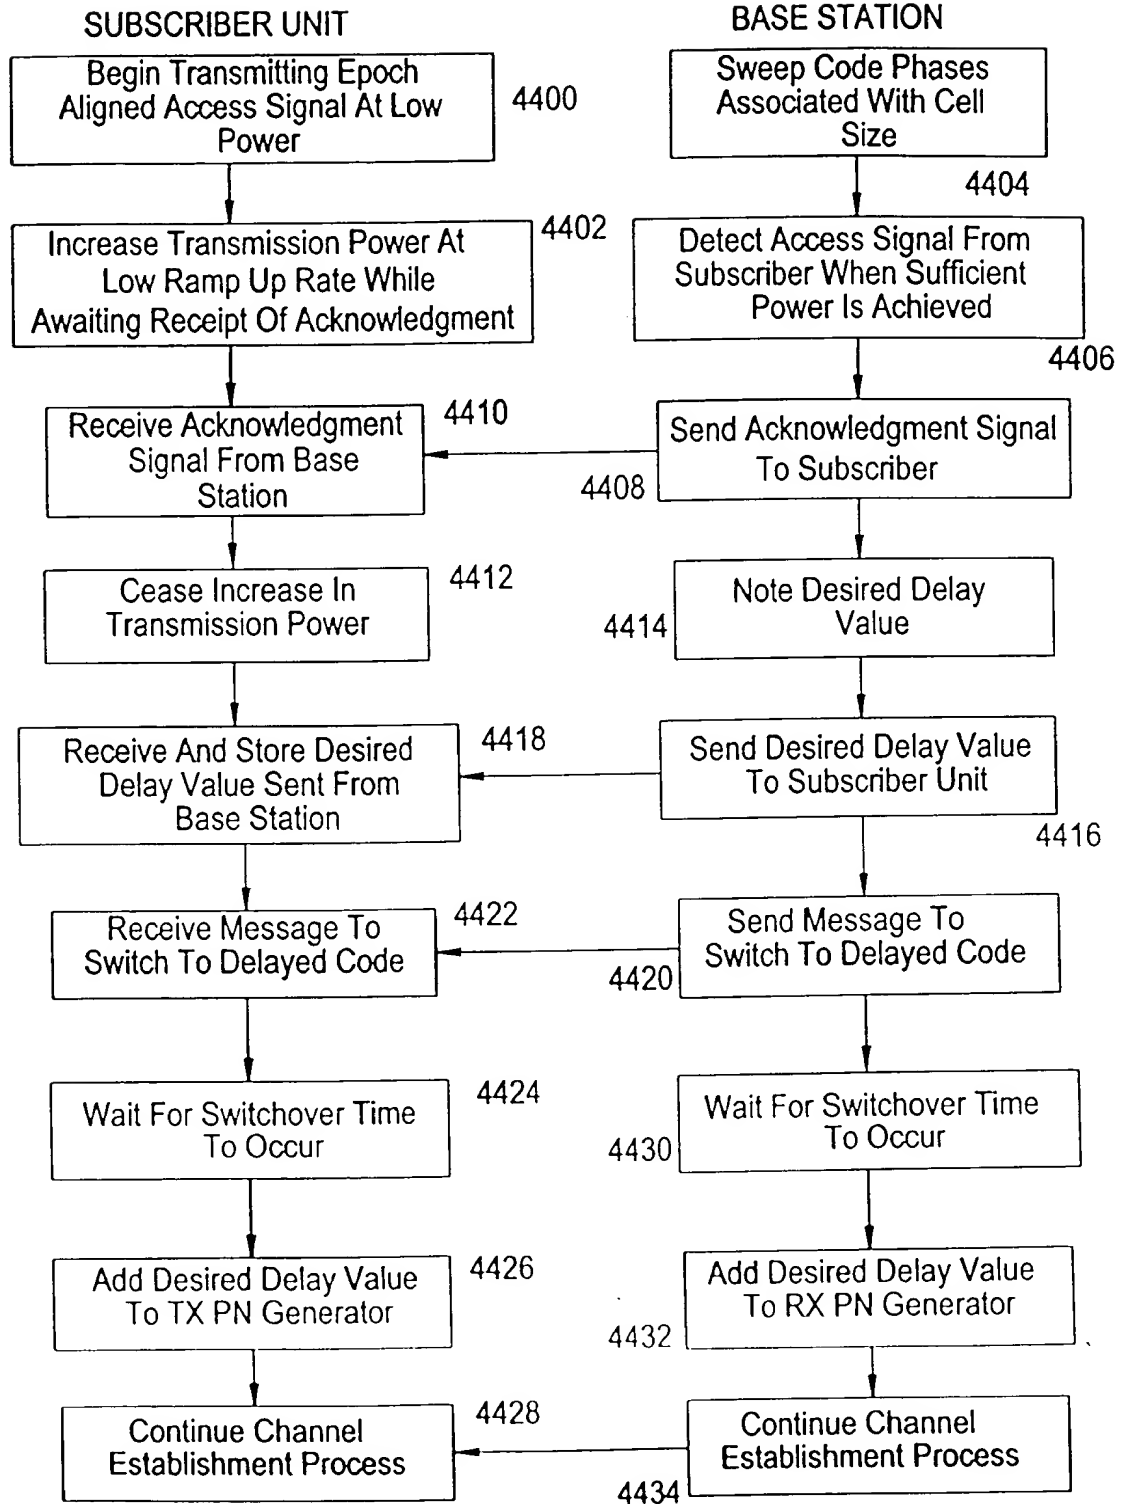 SUBSCRIBER UNIT
Begin Transmitting Epoch
Aligned Access Signal At Low
Power
4400
Increase Transmission Power At
Low Ramp Up Rate While
Awaiting Receipt Of Acknowledgment
4402
Receive Acknowledgment
Signal From Base
Station
4410
Cease Increase In
Transmission Power
4412
Receive And Store Desired
Delay Value Sent From
Base Station
4418
Receive Message To
Switch To Delayed Code
4422
Wait For Switchover Time
To Occur
4424
Add Desired Delay Value
To TX PN Generator
4426
Continue Channel
Establishment Process
4428
BASE STATION
Sweep Code Phases
Associated With Cell
Size
4404
Detect Access Signal From
Subscriber When Sufficient
Power Is Achieved
4406
Send Acknowledgment Signal
To Subscriber
4408
Note Desired Delay
Value
4414
Send Desired Delay Value
To Subscriber Unit
4416
Send Message To
Switch To Delayed Code
4420
Wait For Switchover Time
To Occur
4430
Add Desired Delay Value
To RX PN Generator
4432
Continue Channel
Establishment Process
4434